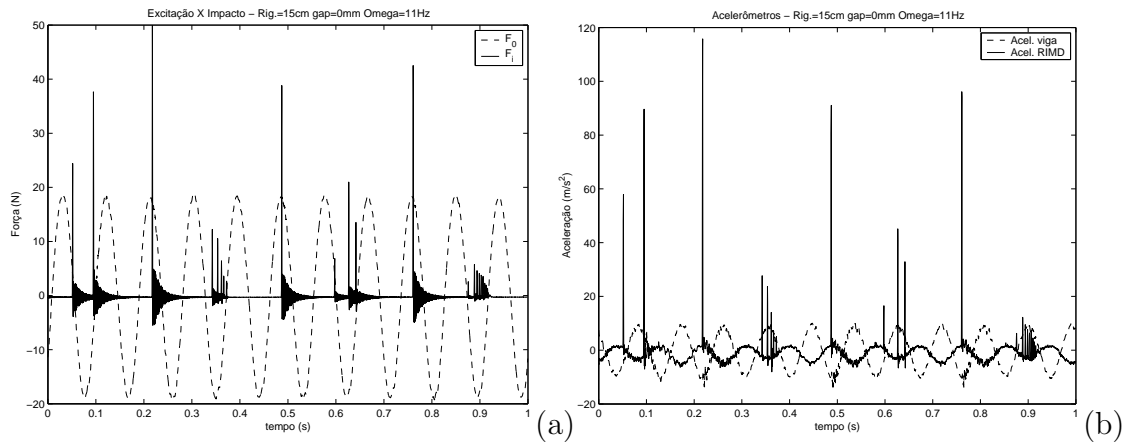 Excitação X Impacto − Rig.=15cm gap=0mm Omega=11Hz
F0
Fi
50
40
30
20
10
0
−10
−20
Força (N)
0 0.1 0.2 0.3 0.4 0.5 0.6 0.7 0.8 0.9 1
tempo (s)
(a)
Acelerômetros − Rig.=15cm gap=0mm Omega=11Hz
Acel. viga
Acel. RIMD
120
100
80
60
40
20
0
−20
Aceleração (m/s²)
0 0.1 0.2 0.3 0.4 0.5 0.6 0.7 0.8 0.9 1
tempo (s)
(b)